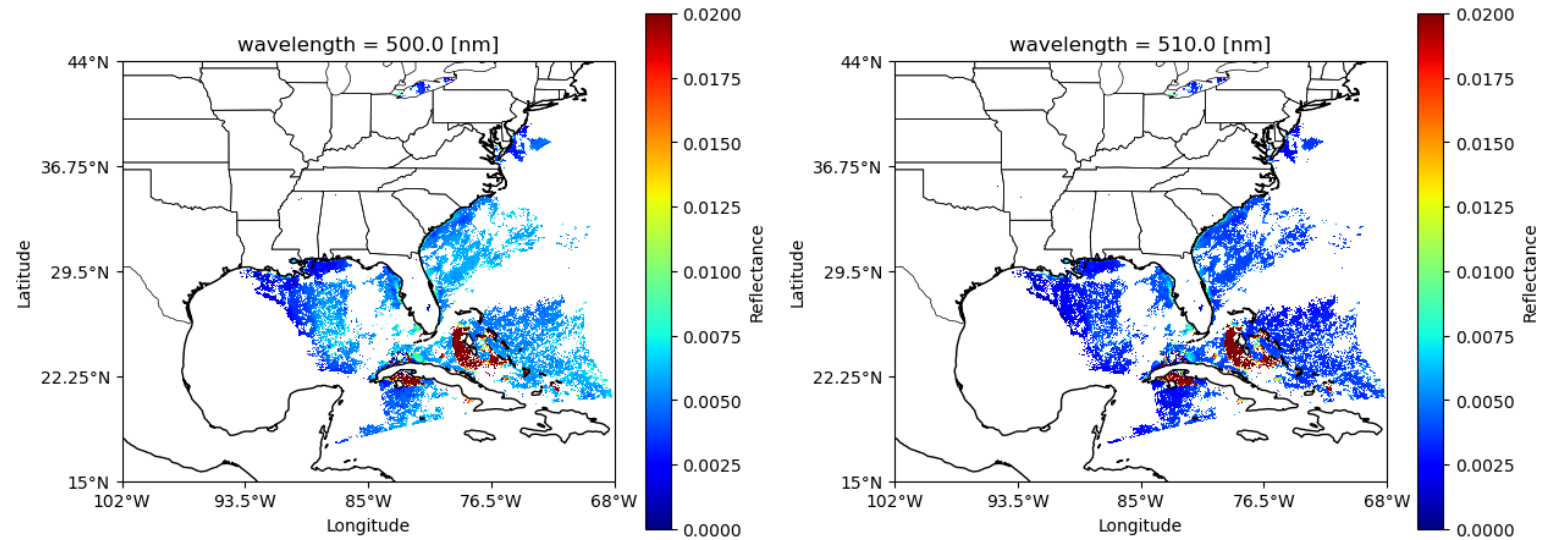 wavelength = 500.0 [nm]
44°N
36.75°N
29.5°N
22.25°N
15°N
Latitude
102°W 93.5°W 85°W 76.5°W 68°W
Longitude
0.0200
0.0175
0.0150
0.0125
0.0100
0.0075
0.0050
0.0025
0.0000
Reflectance
wavelength = 510.0 [nm]
44°N
36.75°N
29.5°N
22.25°N
15°N
Latitude
102°W 93.5°W 85°W 76.5°W 68°W
Longitude
0.0200
0.0175
0.0150
0.0125
0.0100
0.0075
0.0050
0.0025
0.0000
Reflectance